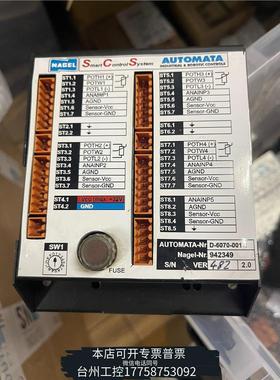 NAGEL
Smart Control System
AUTOMATA
INDUSTRIAL & ROBOTIC CONTROLS
ST1.1 POTH1 (+)
ST1.2 POTW1
ST1.3 POTL1 (-)
ST1.4 ANAINP1
ST1.5 AGND
ST1.6 Sensor-Vcc
ST1.7 Sensor-GND
ST2.1
ST2.2
ST3.1 POTH2 (+)
ST3.2 POTW2
ST3.3 POTL2 (-)
ST3.4 ANAINP2
ST3.5 AGND
ST3.6 Sensor-Vcc
ST3.7 Sensor-GND
ST4.1
ST4.2 GND
ST5.1 POTH3 (+)
ST5.2 POTW3
ST5.3 POTL3 (-)
ST5.4 ANAINP3
ST5.5 AGND
ST5.6 Sensor-Vcc
ST5.7 Sensor-GND
ST6.1
ST6.2
ST7.1 POTH4 (+)
ST7.2 POTW4
ST7.3 POTL4 (-)
ST7.4 ANAINP4
ST7.5 AGND
ST7.6 Sensor-Vcc
ST7.7 Sensor-GND
ST8.1 ANAINP5
ST8.2 AGND
ST8.3 Sensor-Vcc
ST8.4 Sensor-GND
ST8.5
SW1
FUSE
AUTOMATA-Nr D-6070-001
Nagel-Nr. 942349
S/N 482 VER 2.0
本店可开专票普票
微信电话同号
台州工控17758753092